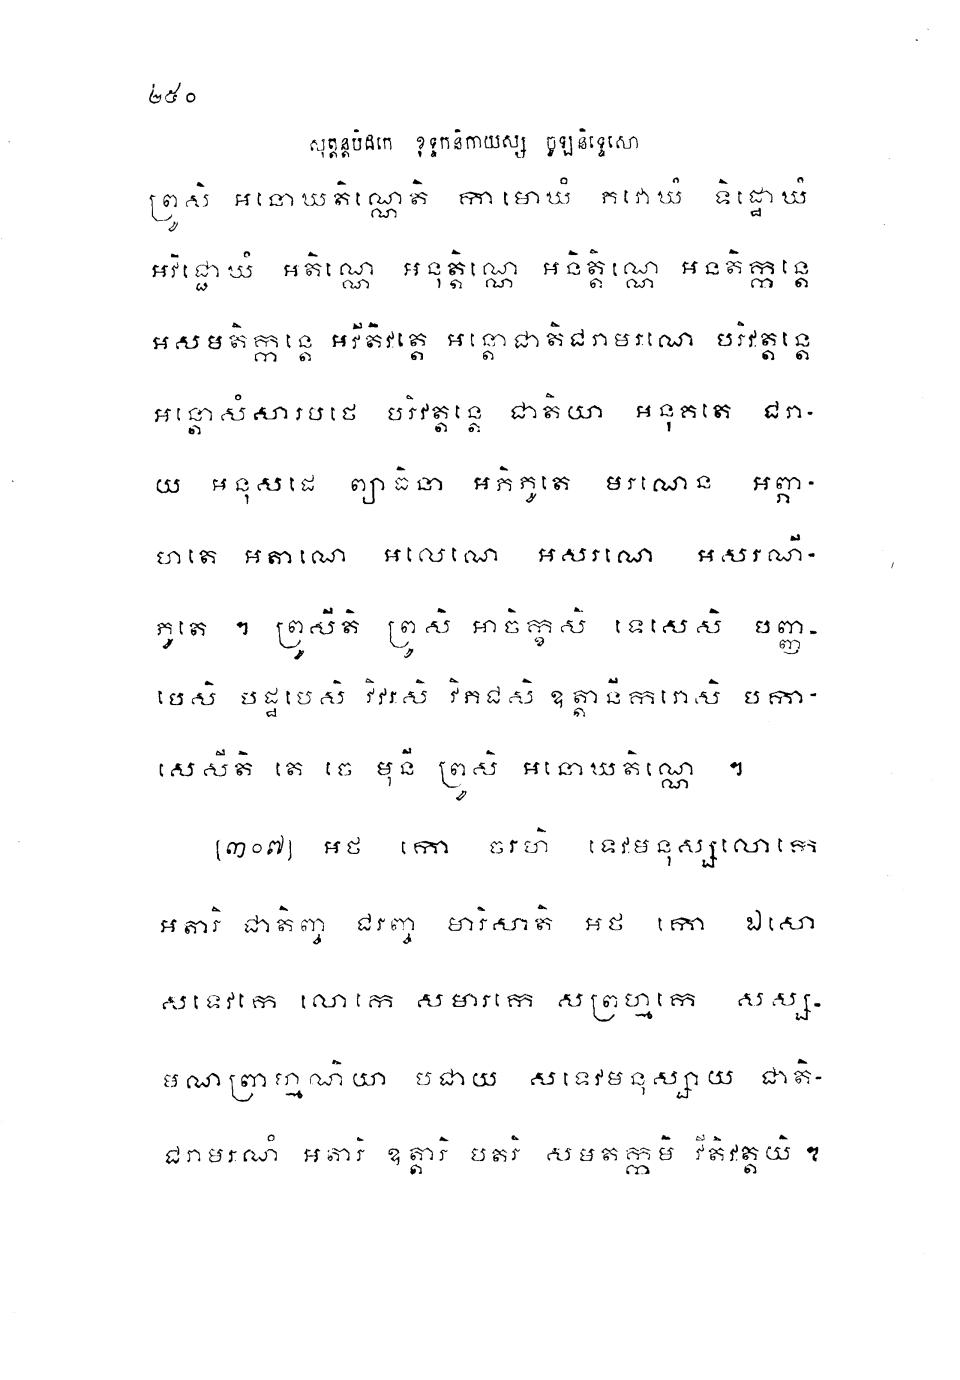 ២៥០
សុត្តន្តបិដកេ ខុទ្ទកនិកាយស្ស ចូឡនិទ្ទេសោ
ព្រូសិ អនោឃតិណ្ណេតិ កាមោឃំ ភវោឃំ ទិដ្ឋោឃំ
អវិជ្ជោឃំ អតិណ្ណេ អនុត្តិណ្ណេ អនិត្តិណ្ណេ អនតិក្កន្តេ
អសមតិក្កន្តេ អវីតិវត្តេ អន្តោជាតិជរាមរណេ បរិវត្តន្តេ
អន្តោសំសារបថេ បរិវត្តន្តេ ជាតិយា អនុគតេ ជរា-
យ អនុសដេ ព្យាធិនា អភិភូតេ មរណេន អព្ភា-
ហតេ អតាណេ អលេណេ អសរណេ អសរណី-
ភូតេ ។ ព្រូសីតិ ព្រូសិ អាចិក្ខសិ ទេសេសិ បញ្ញ-
បេសិ បដ្ឋបេសិ វិវរសិ វិភជសិ ឧត្តានីករោសិ បកា-
សេសីតិ តេ ចេ មុនី ព្រូសិ អនោឃតិណ្ណេ ។
[៣០៧] អថ កោ ចរហិ ទេវមនុស្សលោកេ
អតារិ ជាតិញ្ច ជរញ្ច មារិសាតិ អថ កោ ឯសោ
សទេវកេ លោកេ សមារកេ សព្រហ្មកេ សស្ស-
មណព្រាហ្មណិយា បជាយ សទេវមនុស្សាយ ជាតិ-
ជរាមរណំ អតារិ ឧត្តារិ បតរិ សមតក្កមិ វីតិវត្តយិ ។